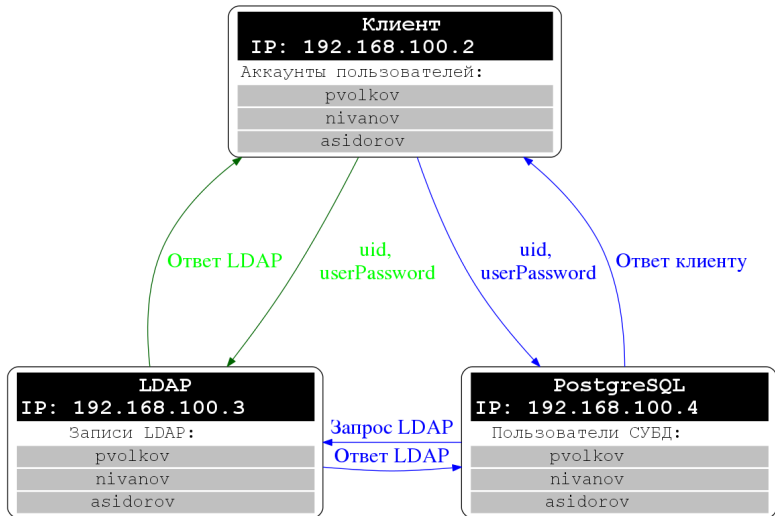 Клиент
IP: 192.168.100.2
Аккаунты пользователей:
pvolkov
nivanov
asidorov
Ответ LDAP
uid,
userPassword
uid,
userPassword
Ответ клиенту
LDAP
IP: 192.168.100.3
Записи LDAP:
pvolkov
nivanov
asidorov
Запрос LDAP
Ответ LDAP
PostgreSQL
IP: 192.168.100.4
Пользователи СУБД:
pvolkov
nivanov
asidorov